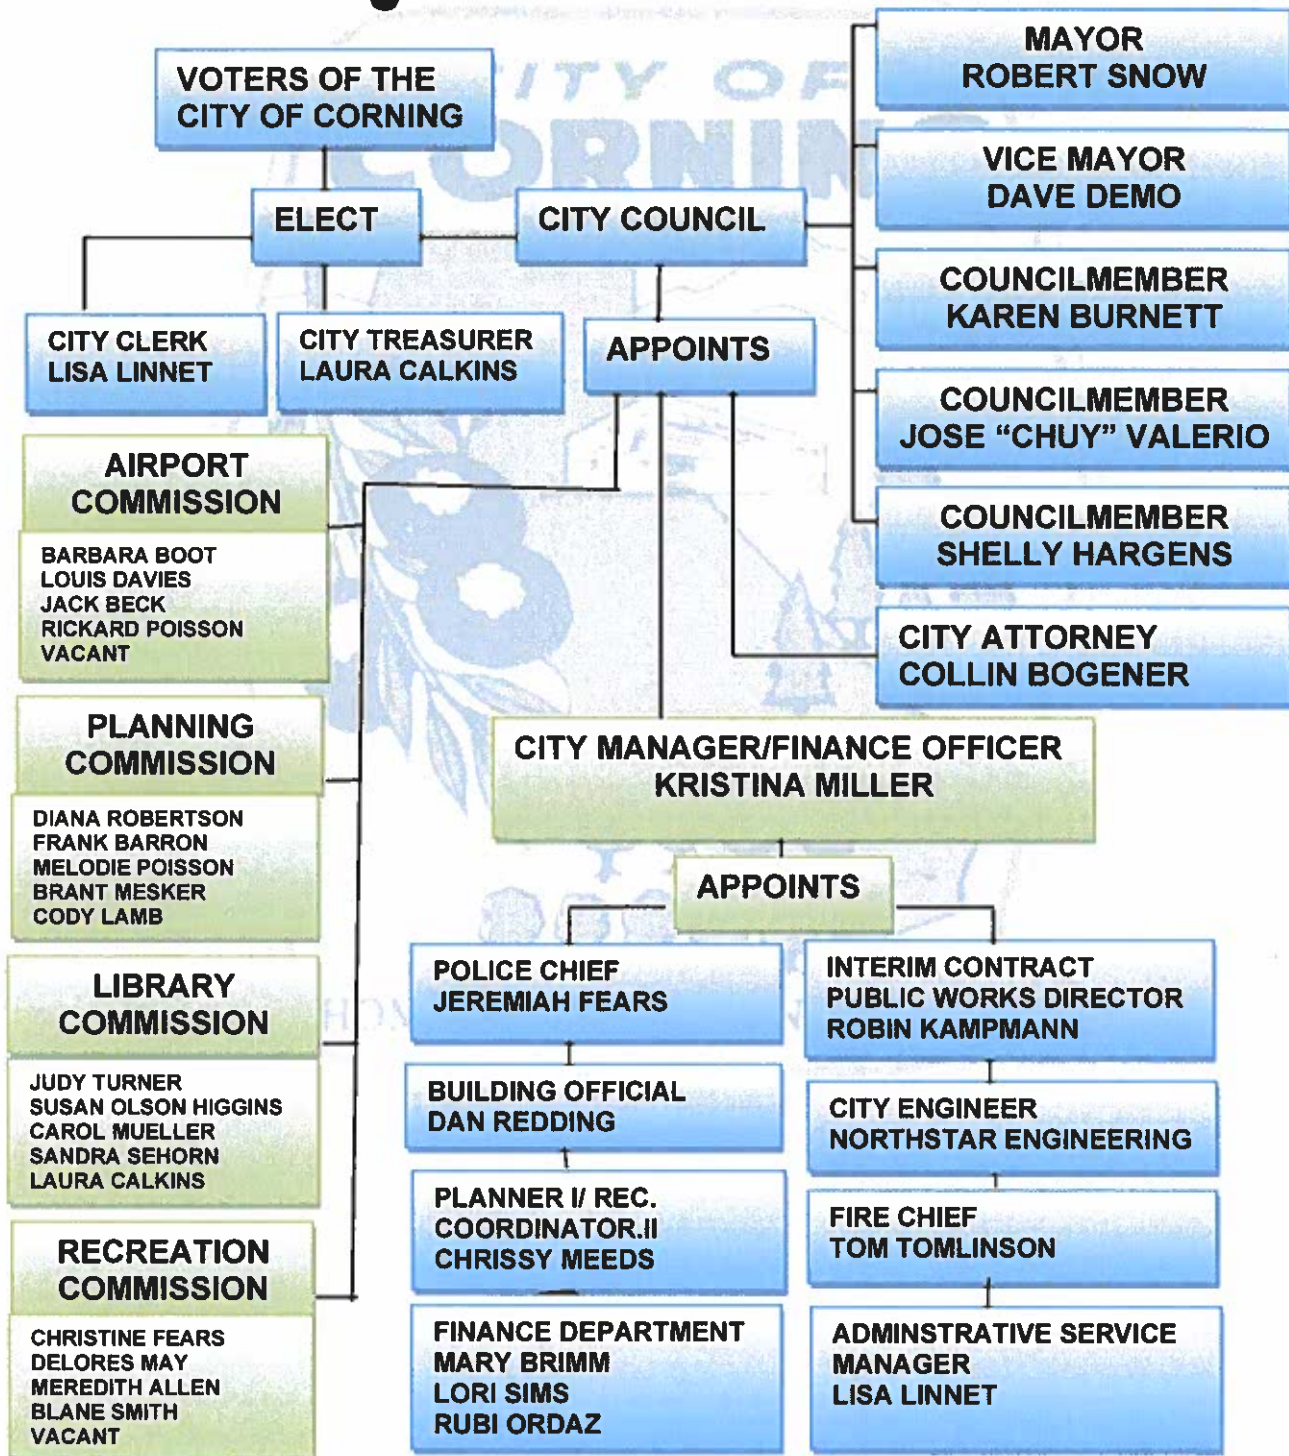 CITY OF
CORNING
VOTERS OF THE
CITY OF CORNING
ELECT
CITY COUNCIL
MAYOR
ROBERT SNOW
VICE MAYOR
DAVE DEMO
COUNCILMEMBER
KAREN BURNETT
COUNCILMEMBER
JOSE “CHUY” VALERIO
COUNCILMEMBER
SHELLY HARGENS
CITY CLERK
LISA LINNET
CITY TREASURER
LAURA CALKINS
APPOINTS
CITY ATTORNEY
COLLIN BOGENER
AIRPORT
COMMISSION
BARBARA BOOT
LOUIS DAVIES
JACK BECK
RICKARD POISSON
VACANT
PLANNING
COMMISSION
DIANA ROBERTSON
FRANK BARRON
MELODIE POISSON
BRANT MESKER
CODY LAMB
LIBRARY
COMMISSION
JUDY TURNER
SUSAN OLSON HIGGINS
CAROL MUELLER
SANDRA SEHORN
LAURA CALKINS
RECREATION
COMMISSION
CHRISTINE FEARS
DELORES MAY
MEREDITH ALLEN
BLANE SMITH
VACANT
CITY MANAGER/FINANCE OFFICER
KRISTINA MILLER
APPOINTS
POLICE CHIEF
JEREMIAH FEARS
BUILDING OFFICIAL
DAN REDDING
PLANNER I/ REC.
COORDINATOR.II
CHRISSY MEEDS
FINANCE DEPARTMENT
MARY BRIMM
LORI SIMS
RUBI ORDAZ
INTERIM CONTRACT
PUBLIC WORKS DIRECTOR
ROBIN KAMPMANN
CITY ENGINEER
NORTHSTAR ENGINEERING
FIRE CHIEF
TOM TOMLINSON
ADMINSTRATIVE SERVICE
MANAGER
LISA LINNET